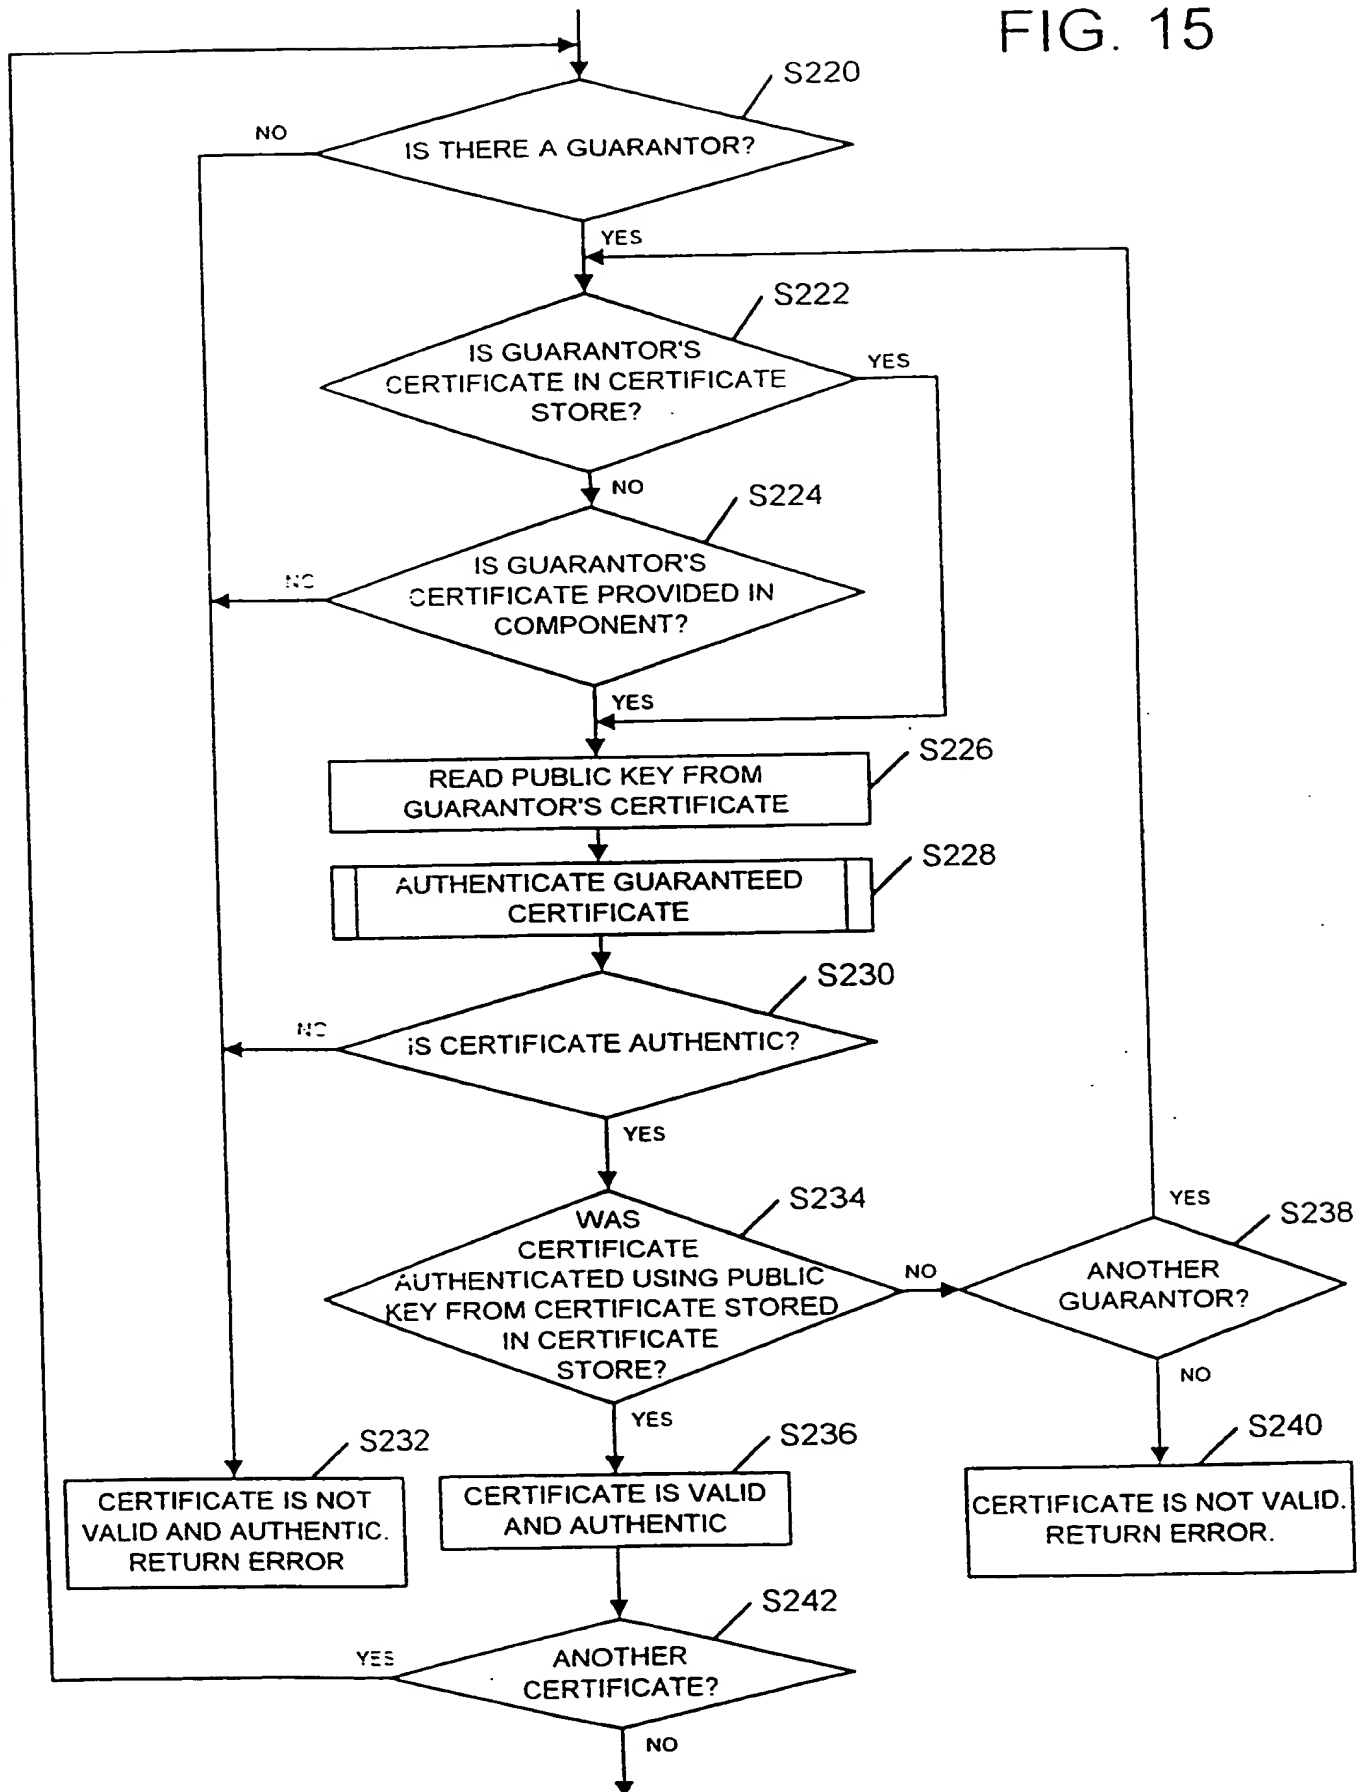 FIG. 15
S220
NO
IS THERE A GUARANTOR?
YES
S222
IS GUARANTOR'S
CERTIFICATE IN CERTIFICATE
STORE?
YES
NO
S224
IS GUARANTOR'S
CERTIFICATE PROVIDED IN
COMPONENT?
NO
YES
S226
READ PUBLIC KEY FROM
GUARANTOR'S CERTIFICATE
S228
AUTHENTICATE GUARANTEED
CERTIFICATE
S230
NO
IS CERTIFICATE AUTHENTIC?
YES
S234
WAS
CERTIFICATE
AUTHENTICATED USING PUBLIC
KEY FROM CERTIFICATE STORED
IN CERTIFICATE
STORE?
NO
YES
S238
ANOTHER
GUARANTOR?
NO
YES
S232
CERTIFICATE IS NOT
VALID AND AUTHENTIC.
RETURN ERROR
S236
CERTIFICATE IS VALID
AND AUTHENTIC
S240
CERTIFICATE IS NOT VALID.
RETURN ERROR.
S242
YES
ANOTHER
CERTIFICATE?
NO